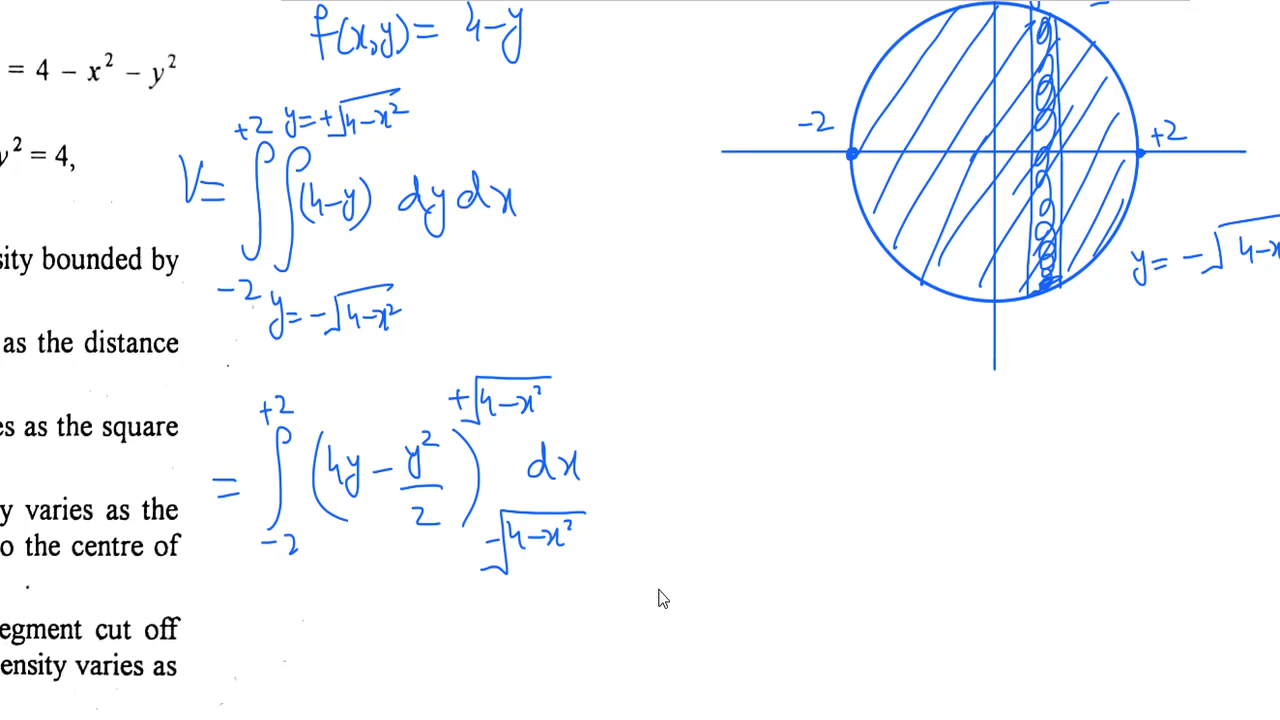 f(x,y) = 4-y
= 4 – x² – y²
y² = 4,
V = ∫_{-2}^{+2} ∫_{y=-√(4-x²)}^{y=+√(4-x²)} (4-y) dy dx
-2
+2
y = -√(4-x
sity bounded by
as the distance
es as the square
= ∫_{-2}^{+2} (4y - y²/2)_{-√(4-x²)}^{+√(4-x²)} dx
y varies as the
o the centre of
egment cut off
ensity varies as